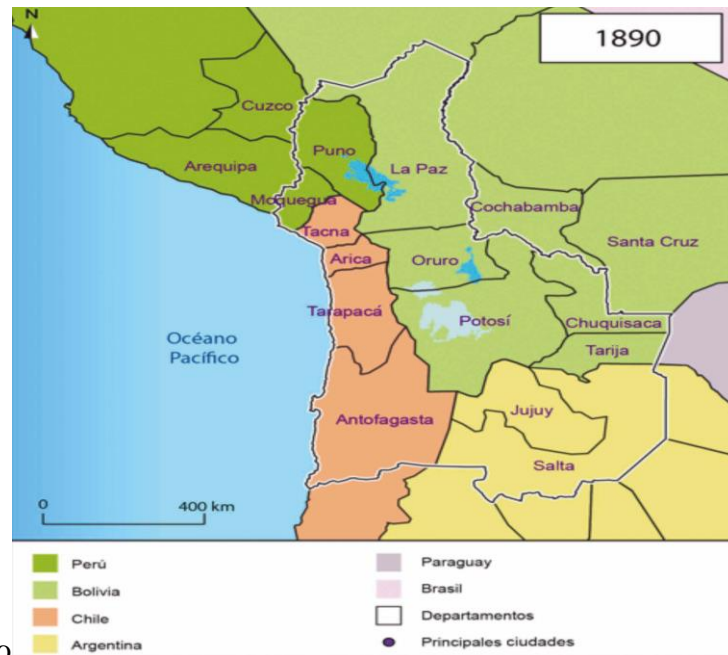 N
1890
Cuzco
Puno
Arequipa
La Paz
Moquegua
Cochabamba
Tacna
Santa Cruz
Arica
Oruro
Tarapacá
Potosí
Chuquisaca
Océano
Pacífico
Tarija
Antofagasta
Jujuy
Salta
0 400 km
Perú
Bolivia
Chile
Argentina
Paraguay
Brasil
Departamentos
Principales ciudades